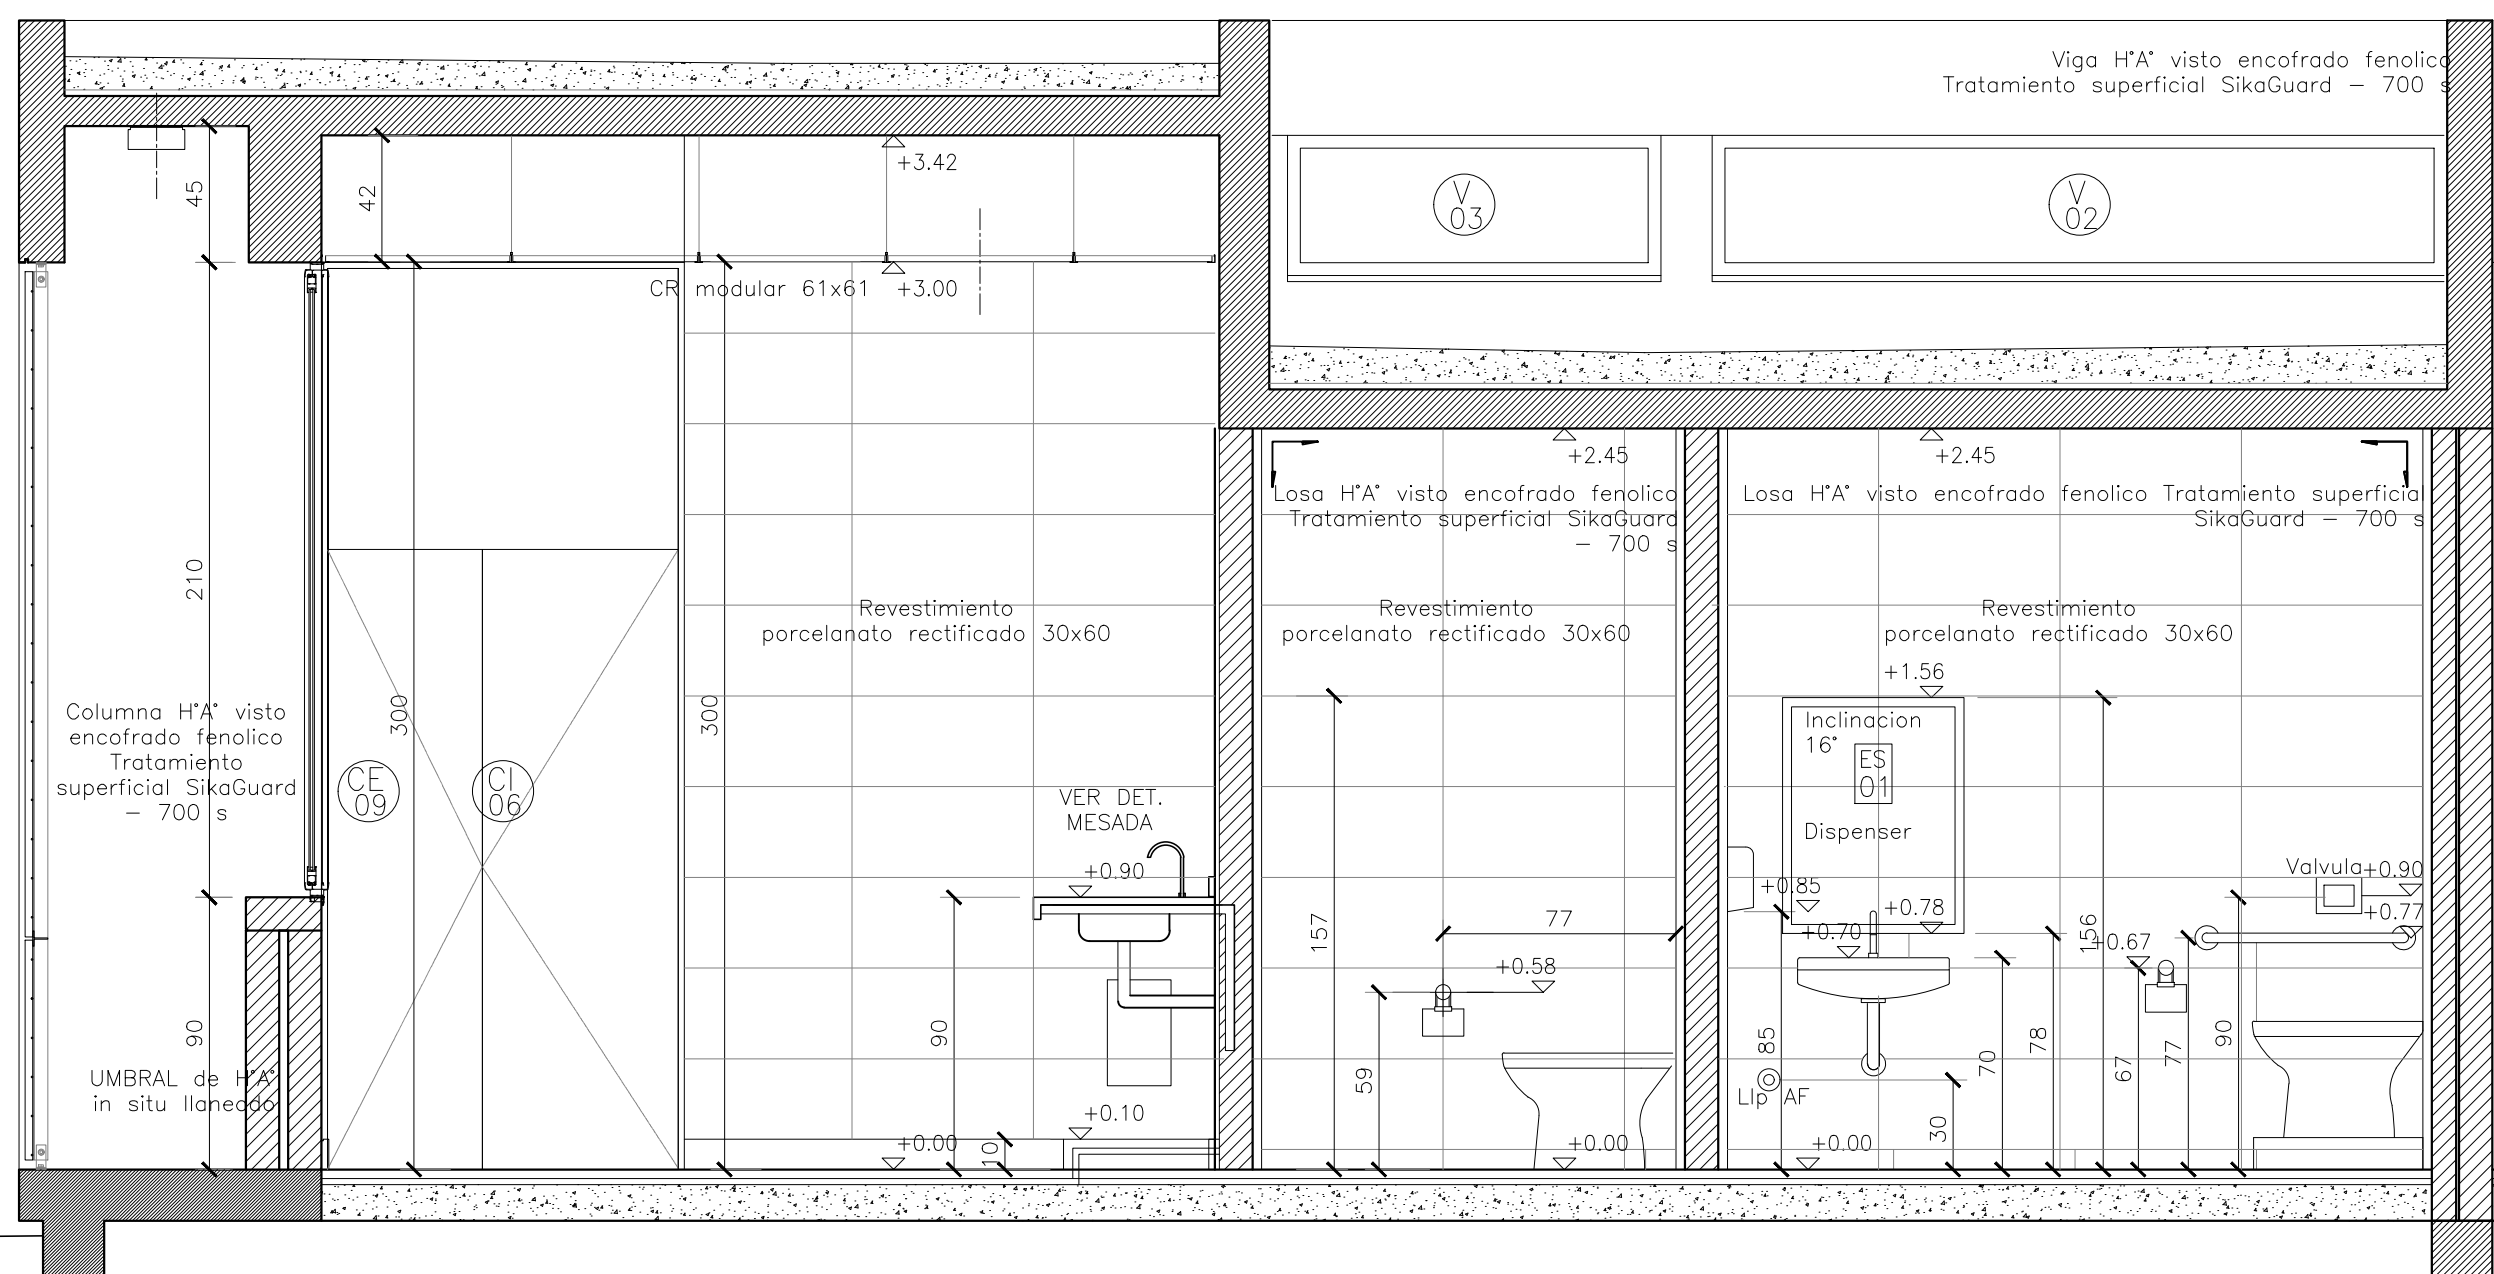 Viga H°A° visto encofrado fenolico
Tratamiento superficial SikaGuard – 700 s
45
42
+3.42
V
03
V
02
CR modular 61x61
+3.00
+2.45
+2.45
Losa H°A° visto encofrado fenolico
Tratamiento superficial SikaGuard
– 700 s
Losa H°A° visto encofrado fenolico Tratamiento superficial
SikaGuard – 700 s
210
Revestimiento
porcelanato rectificado 30x60
Revestimiento
porcelanato rectificado 30x60
Revestimiento
porcelanato rectificado 30x60
Columna H°A° visto
encofrado fenolico
Tratamiento
superficial SikaGuard
– 700 s
300
300
CE
09
CI
06
VER DET.
MESADA
+0.90
+1.56
Inclinacion
16°
ES
01
Dispenser
Valvula
+0.90
+0.85
+0.78
+0.77
+0.70
+0.67
157
77
156
+0.58
90
90
59
85
70
78
67
77
90
UMBRAL de H°A°
in situ llaneado
Llp AF
30
+0.10
10
+0.00
+0.00
+0.00